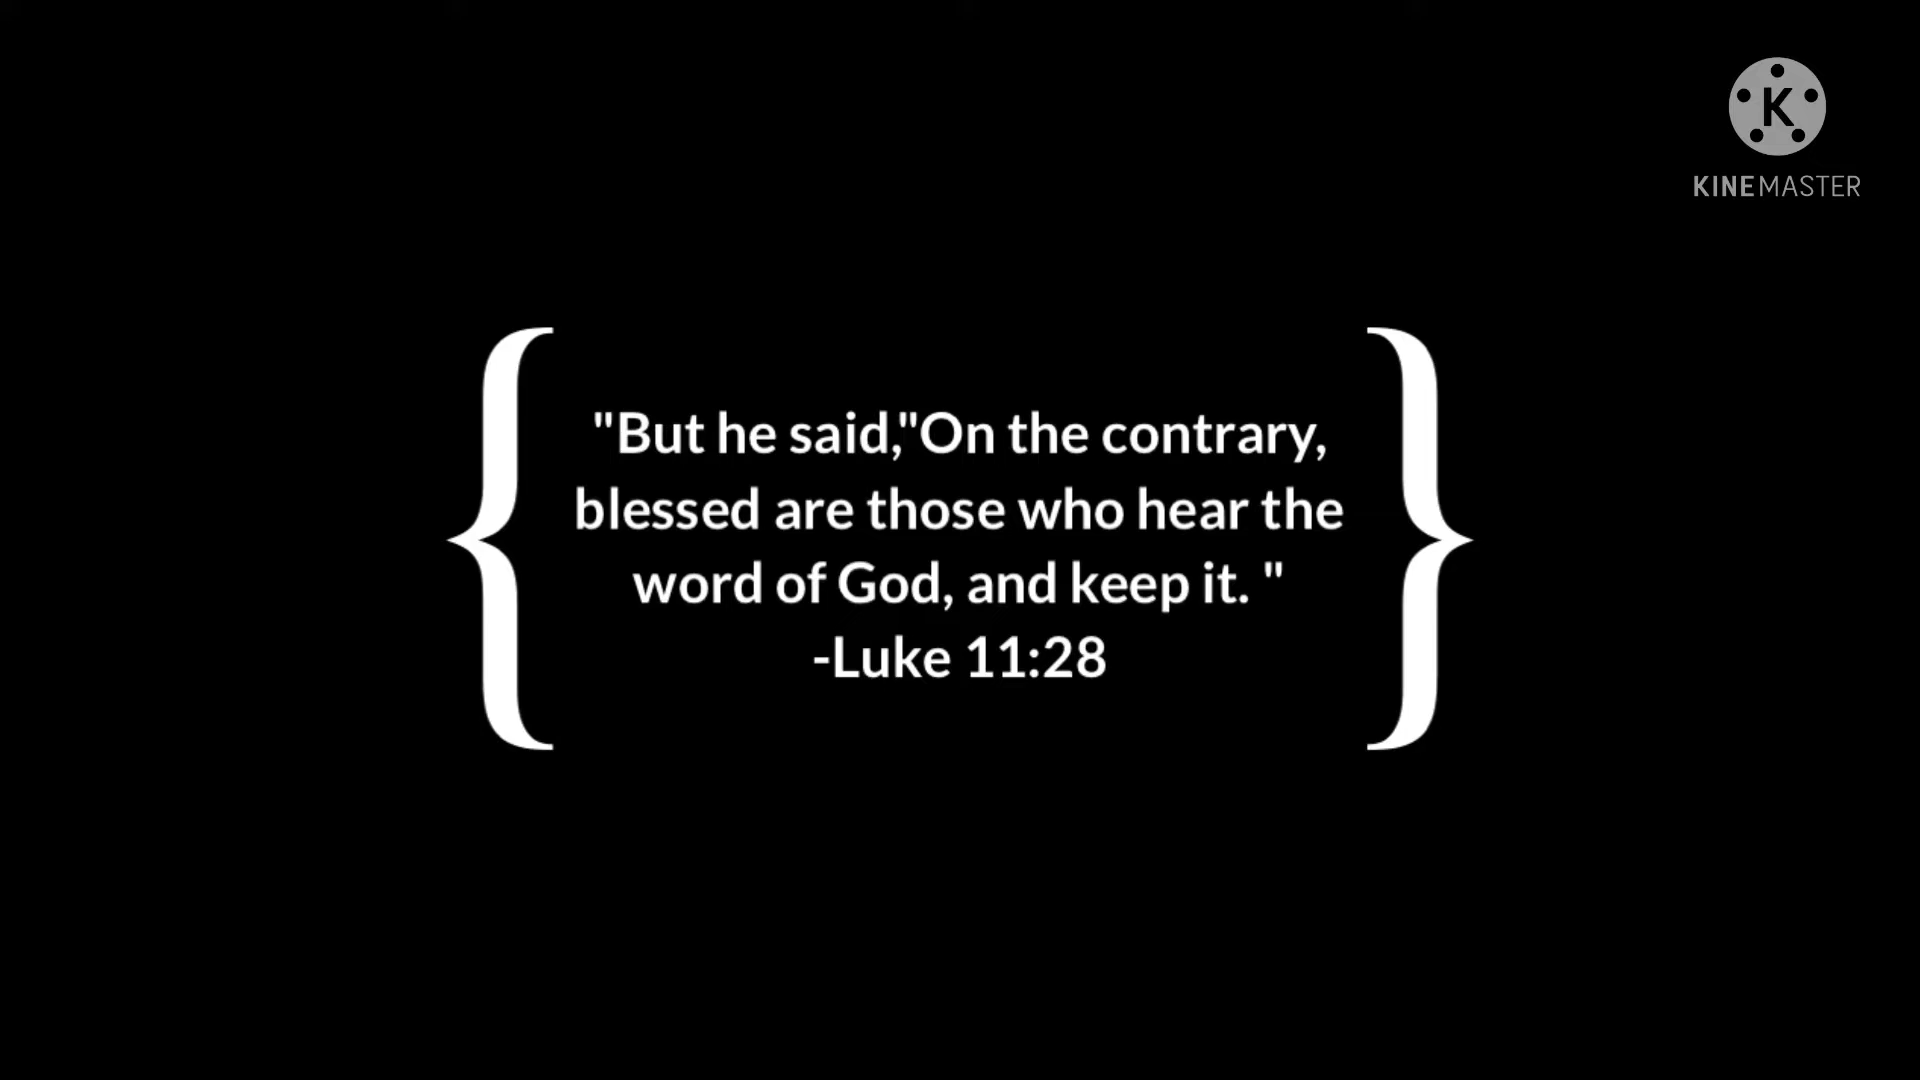 K
KINEMASTER
"But he said,"On the contrary,
blessed are those who hear the
word of God, and keep it. "
-Luke 11:28